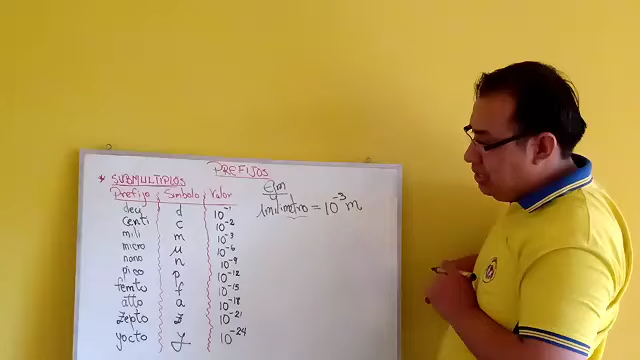 PREFIJOS
* SUBMULTIPLOS
Prefijo Simbolo Valor
deci d 10⁻¹
centi c 10⁻²
mili m 10⁻³
micro μ 10⁻⁶
nano n 10⁻⁹
pico p 10⁻¹²
femto f 10⁻¹⁵
atto a 10⁻¹⁸
zepto z 10⁻²¹
yocto y 10⁻²⁴
Ejm
1milimetro = 10⁻³ m